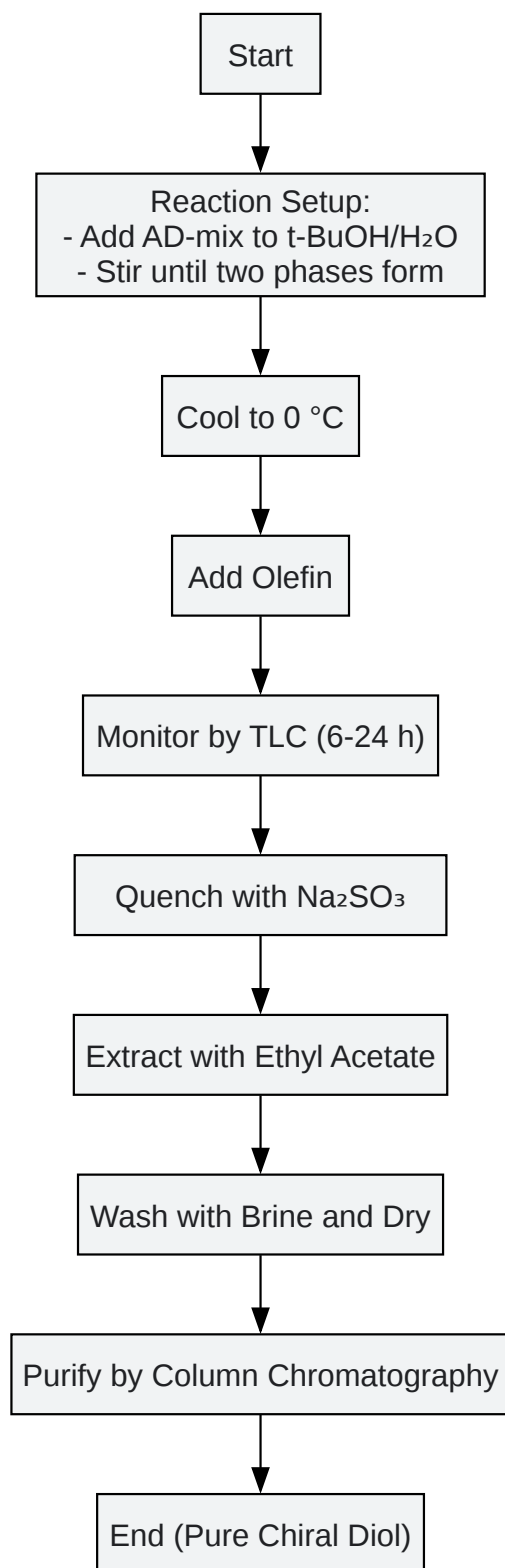 Start
Reaction Setup:
- Add AD-mix to t-BuOH/H₂O
- Stir until two phases form
Cool to 0 °C
Add Olefin
Monitor by TLC (6-24 h)
Quench with Na₂SO₃
Extract with Ethyl Acetate
Wash with Brine and Dry
Purify by Column Chromatography
End (Pure Chiral Diol)